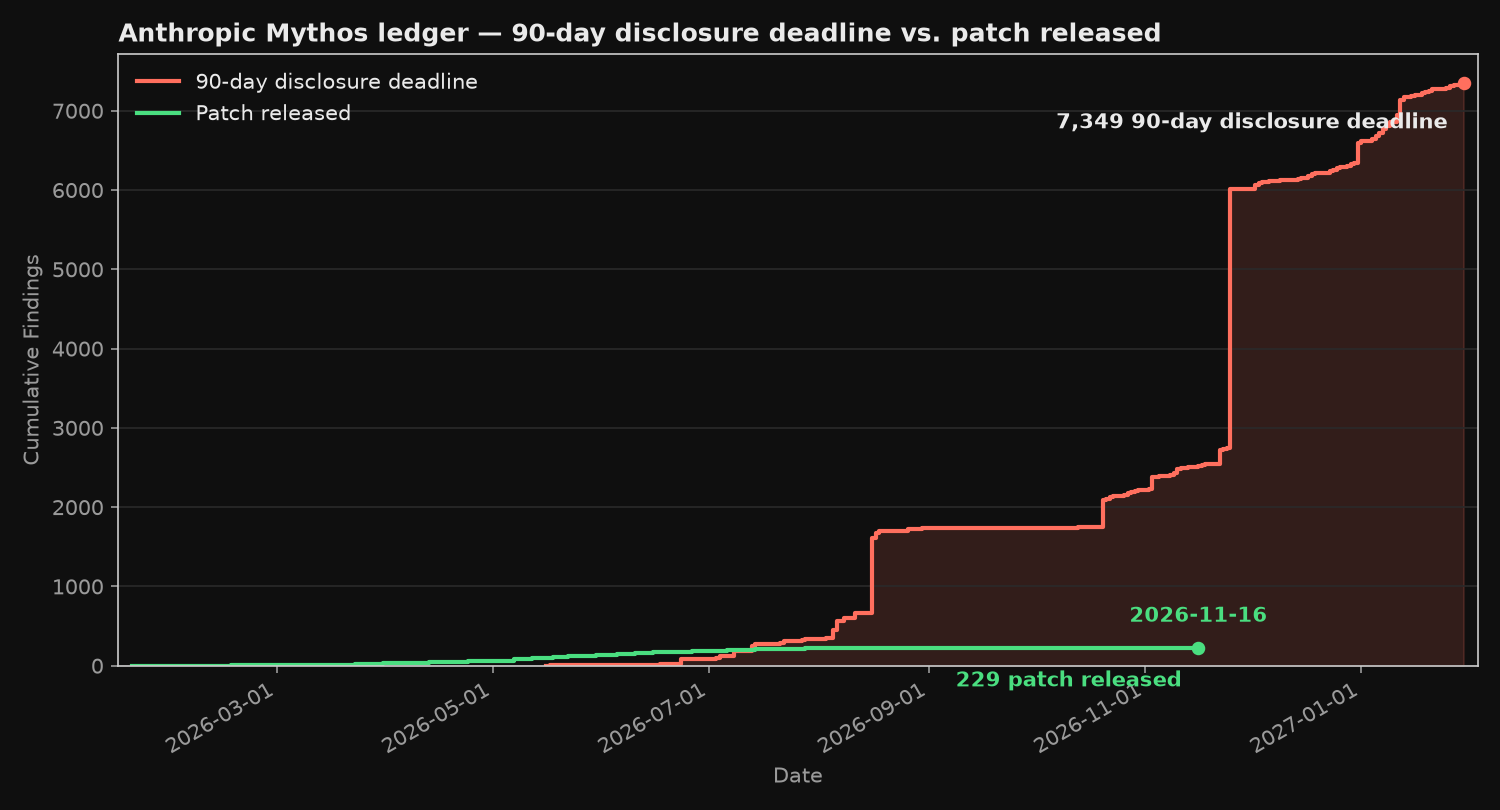 Anthropic Mythos ledger — 90-day disclosure deadline vs. patch released
90-day disclosure deadline
Patch released
7,349 90-day disclosure deadline
2026-11-16
229 patch released
Cumulative Findings
7000
6000
5000
4000
3000
2000
1000
0
2026-03-01
2026-05-01
2026-07-01
2026-09-01
2026-11-01
2027-01-01
Date